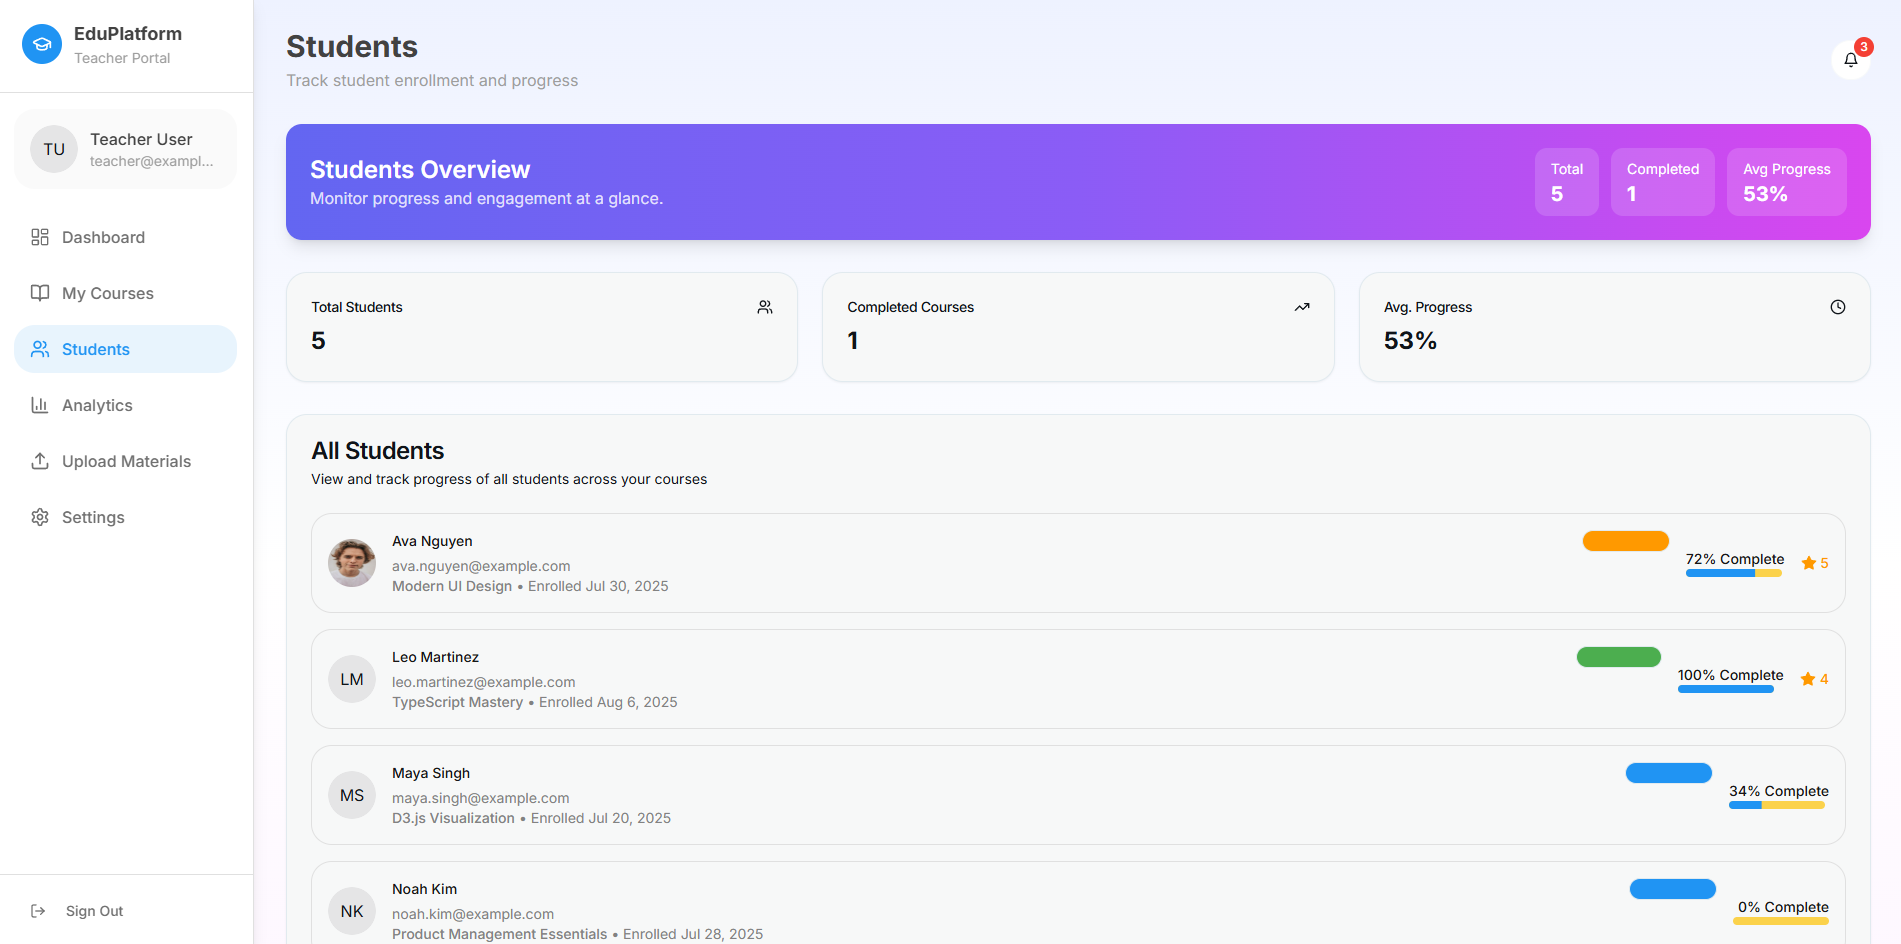 EduPlatform
Teacher Portal
TU
Teacher User
teacher@exampl...
Dashboard
My Courses
Students
Analytics
Upload Materials
Settings
Sign Out
Students
Track student enrollment and progress
3
Students Overview
Monitor progress and engagement at a glance.
Total
5
Completed
1
Avg Progress
53%
Total Students
5
Completed Courses
1
Avg. Progress
53%
All Students
View and track progress of all students across your courses
Ava Nguyen
ava.nguyen@example.com
Modern UI Design • Enrolled Jul 30, 2025
72% Complete
5
LM
Leo Martinez
leo.martinez@example.com
TypeScript Mastery • Enrolled Aug 6, 2025
100% Complete
4
MS
Maya Singh
maya.singh@example.com
D3.js Visualization • Enrolled Jul 20, 2025
34% Complete
NK
Noah Kim
noah.kim@example.com
Product Management Essentials • Enrolled Jul 28, 2025
0% Complete